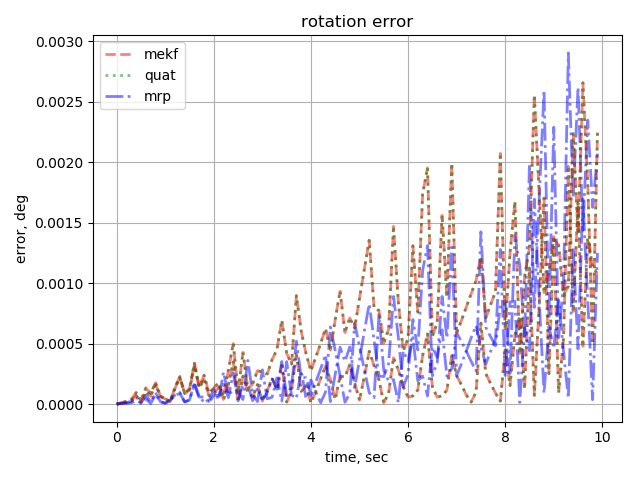 rotation error
0.0030
0.0025
0.0020
0.0015
0.0010
0.0005
0.0000
error, deg
mekf
quat
mrp
0 2 4 6 8 10
time, sec